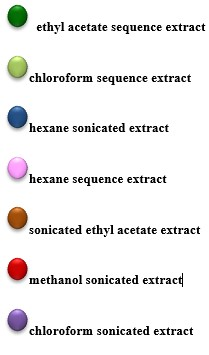 ethyl acetate sequence extract
chloroform sequence extract
hexane sonicated extract
hexane sequence extract
sonicated ethyl acetate extract
methanol sonicated extract
chloroform sonicated extract